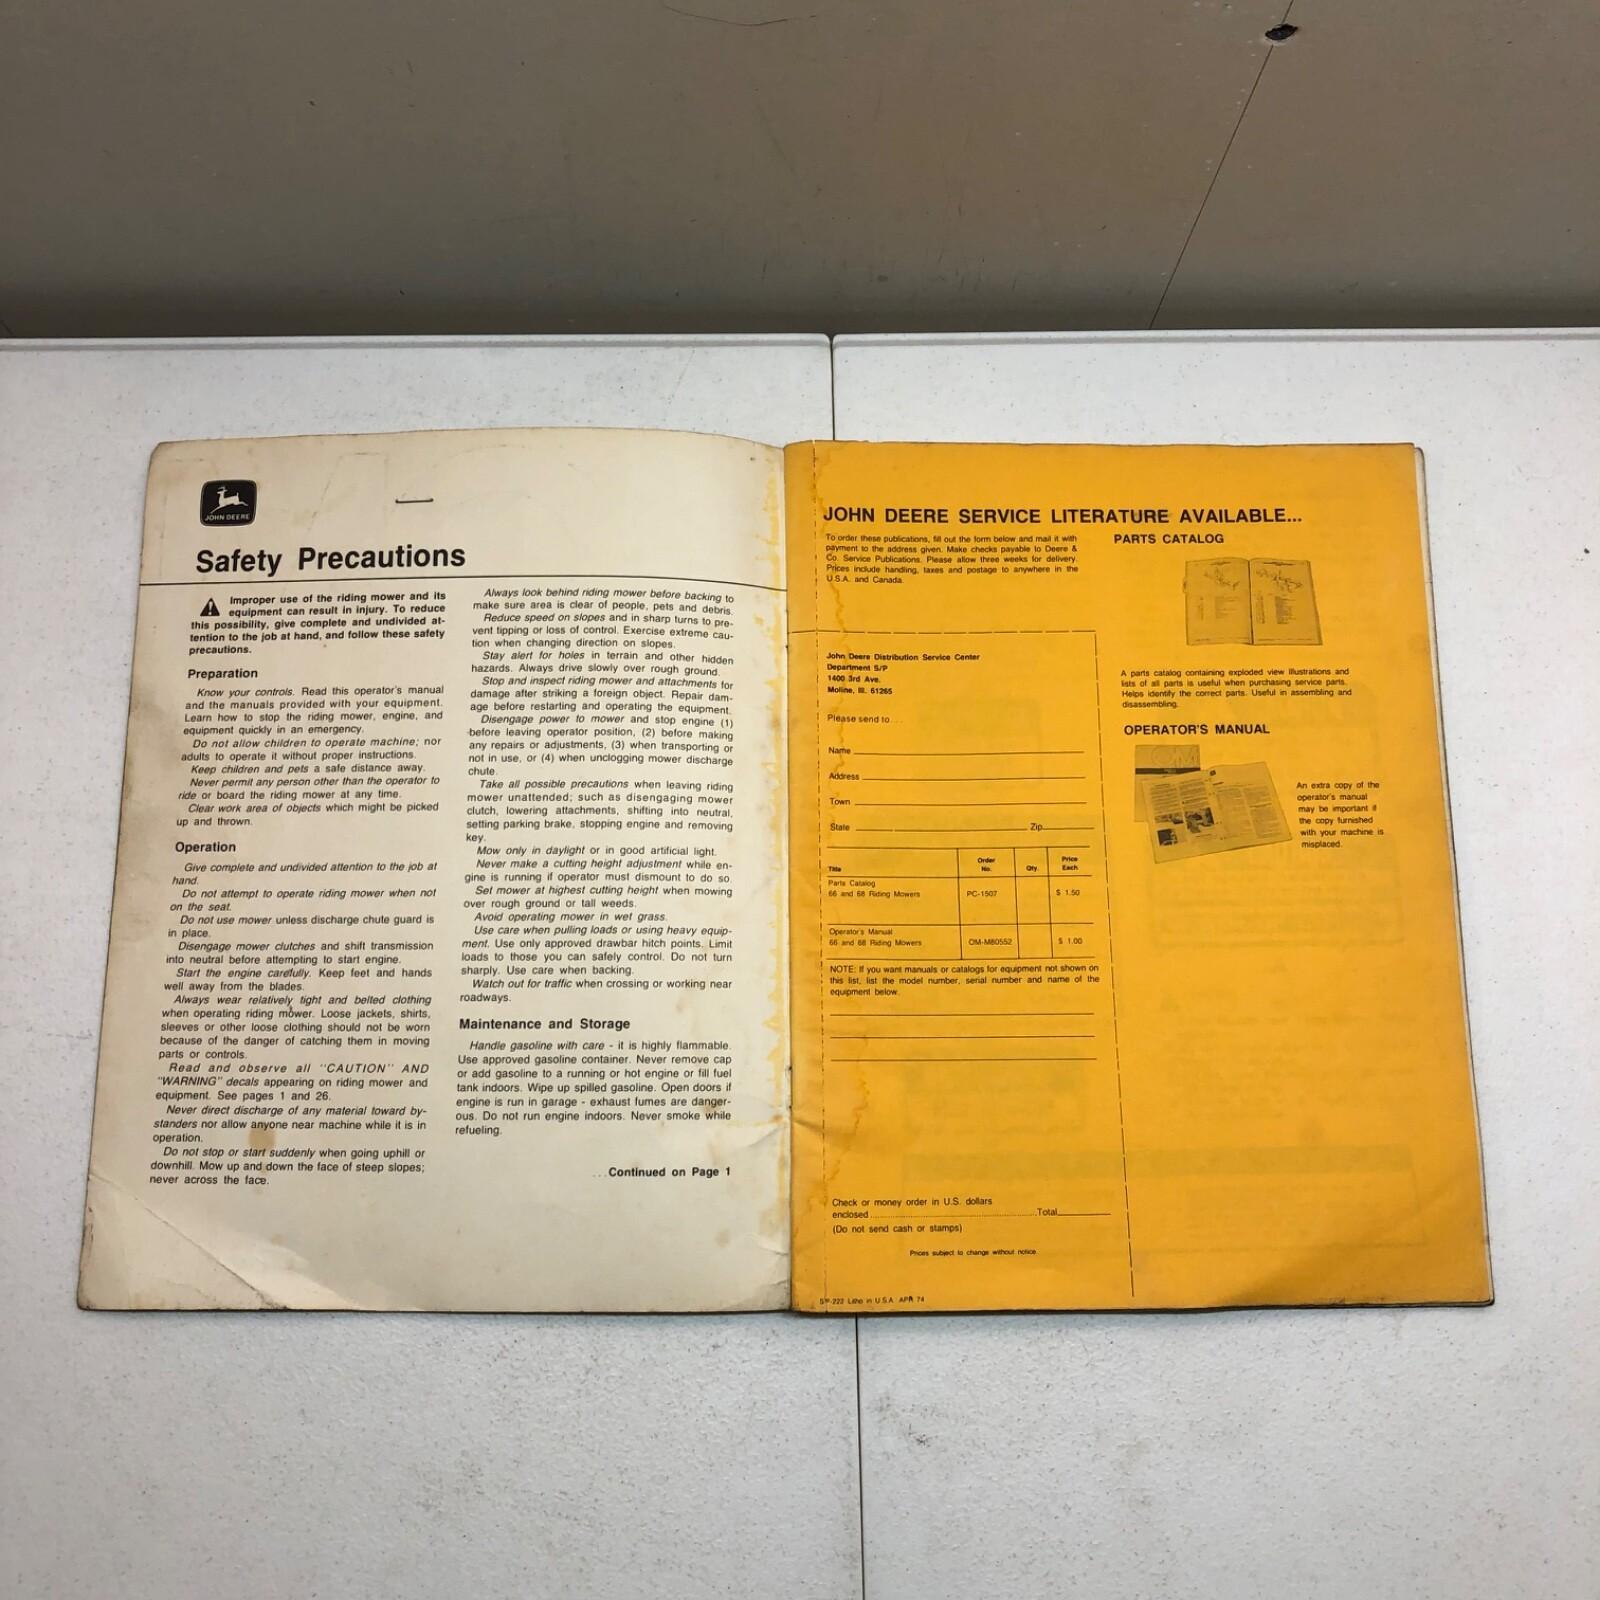 JOHN DEERE
Safety Precautions
Improper use of the riding mower and its
equipment can result in injury. To reduce
this possibility, give complete and undivided at-
tention to the job at hand, and follow these safety
precautions.
Preparation
Know your controls. Read this operator's manual
and the manuals provided with your equipment.
Learn how to stop the riding mower, engine, and
equipment quickly in an emergency.
Do not allow children to operate machine; nor
adults to operate it without proper instructions.
Keep children and pets a safe distance away.
Never permit any person other than the operator to
ride or board the riding mower at any time.
Clear work area of objects which might be picked
up and thrown.
Operation
Give complete and undivided attention to the job at
hand.
Do not attempt to operate riding mower when not
on the seat.
Do not use mower unless discharge chute guard is
in place.
Disengage mower clutches and shift transmission
into neutral before attempting to start engine.
Start the engine carefully. Keep feet and hands
well away from the blades.
Always wear relatively tight and belted clothing
when operating riding mower. Loose jackets, shirts,
sleeves or other loose clothing should not be worn
because of the danger of catching them in moving
parts or controls.
Read and observe all "CAUTION" AND
"WARNING" decals appearing on riding mower and
equipment. See pages 1 and 26.
Never direct discharge of any material toward by-
standers nor allow anyone near machine while it is in
operation.
Do not stop or start suddenly when going uphill or
downhill. Mow up and down the face of steep slopes;
never across the face.
Always look behind riding mower before backing to
make sure area is clear of people, pets and debris.
Reduce speed on slopes and in sharp turns to pre-
vent tipping or loss of control. Exercise extreme cau-
tion when changing direction on slopes.
Stay alert for holes in terrain and other hidden
hazards. Always drive slowly over rough ground.
Stop and inspect riding mower and attachments for
damage after striking a foreign object. Repair dam-
age before restarting and operating the equipment.
Disengage power to mower and stop engine (1)
before leaving operator position, (2) before making
any repairs or adjustments, (3) when transporting or
not in use, or (4) when unclogging mower discharge
chute.
Take all possible precautions when leaving riding
mower unattended; such as disengaging mower
clutch, lowering attachments, shifting into neutral,
setting parking brake, stopping engine and removing
key.
Mow only in daylight or in good artificial light.
Never make a cutting height adjustment while en-
gine is running if operator must dismount to do so.
Set mower at highest cutting height when mowing
over rough ground or tall weeds.
Avoid operating mower in wet grass.
Use care when pulling loads or using heavy equip-
ment. Use only approved drawbar hitch points. Limit
loads to those you can safely control. Do not turn
sharply. Use care when backing.
Watch out for traffic when crossing or working near
roadways.
Maintenance and Storage
Handle gasoline with care - it is highly flammable.
Use approved gasoline container. Never remove cap
or add gasoline to a running or hot engine or fill fuel
tank indoors. Wipe up spilled gasoline. Open doors if
engine is run in garage - exhaust fumes are danger-
ous. Do not run engine indoors. Never smoke while
refueling.
...Continued on Page 1
JOHN DEERE SERVICE LITERATURE AVAILABLE...
To order these publications, fill out the form below and mail it with
payment to the address given. Make checks payable to Deere &
Co. Service Publications. Please allow three weeks for delivery.
Prices include handling, taxes and postage to anywhere in the
U.S.A. and Canada.
John Deere Distribution Service Center
Department S/P
1400 3rd Ave.
Moline, Ill. 61265
Please send to...
Name
Address
Town
State Zip
Title Order No. Qty. Price Each
Parts Catalog
66 and 68 Riding Mowers PC-1507 $ 1.50
Operator's Manual
66 and 68 Riding Mowers OM-M80552 $ 1.00
NOTE: If you want manuals or catalogs for equipment not shown on
this list, list the model number, serial number and name of the
equipment below.
Check or money order in U.S. dollars
enclosed Total
(Do not send cash or stamps)
Prices subject to change without notice.
SP-222 Litho in U.S.A. APR 74
PARTS CATALOG
A parts catalog containing exploded view illustrations and
lists of all parts is useful when purchasing service parts.
Helps identify the correct parts. Useful in assembling and
disassembling.
OPERATOR'S MANUAL
OM
An extra copy of the
operator's manual
may be important if
the copy furnished
with your machine is
misplaced.